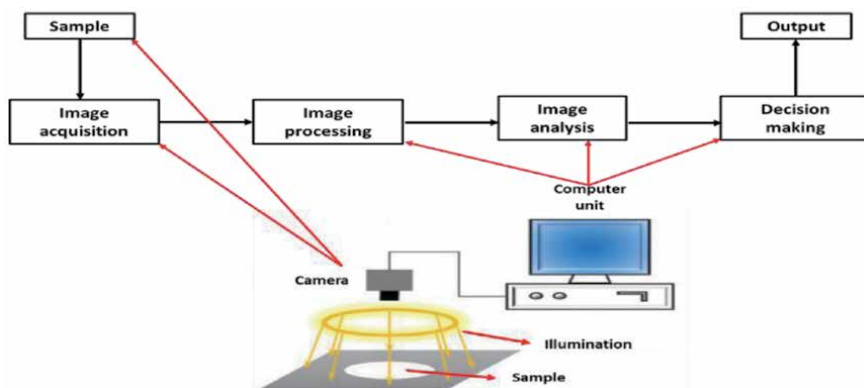 Sample
Output
Image
acquisition
Image
processing
Image
analysis
Decision
making
Computer
unit
Camera
Illumination
Sample